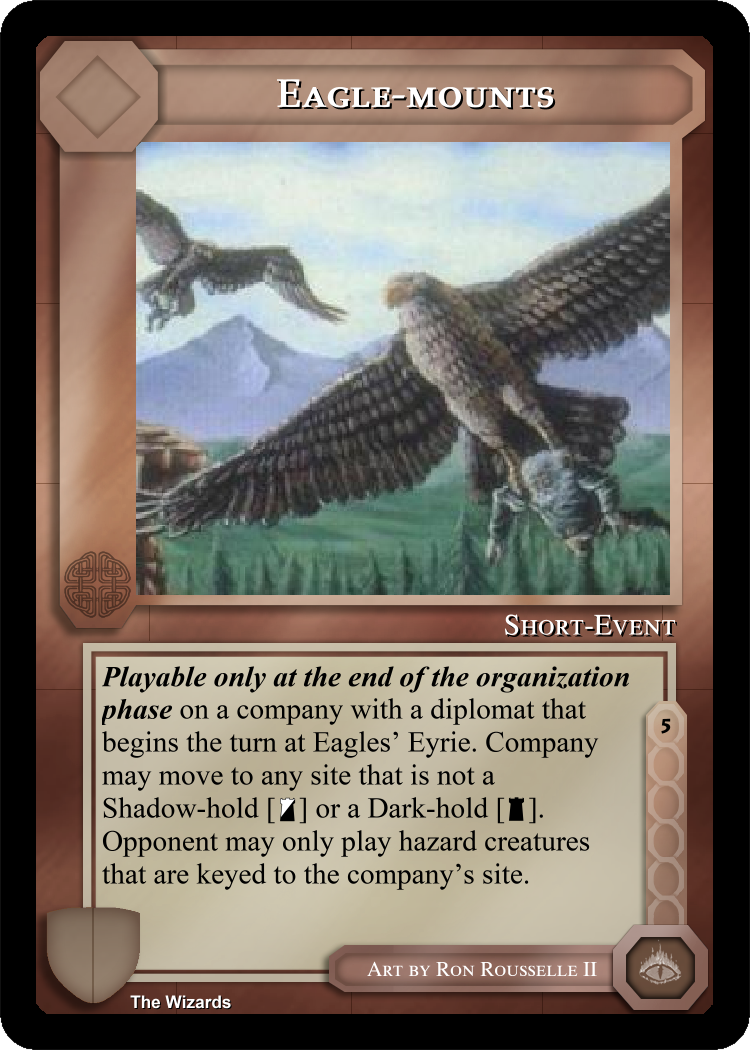 Eagle-mounts
Short-Event
Playable only at the end of the organization
phase on a company with a diplomat that
begins the turn at Eagles' Eyrie. Company
may move to any site that is not a
Shadow-hold [ ] or a Dark-hold [ ].
Opponent may only play hazard creatures
that are keyed to the company's site.
5
Art by Ron Rousselle II
The Wizards